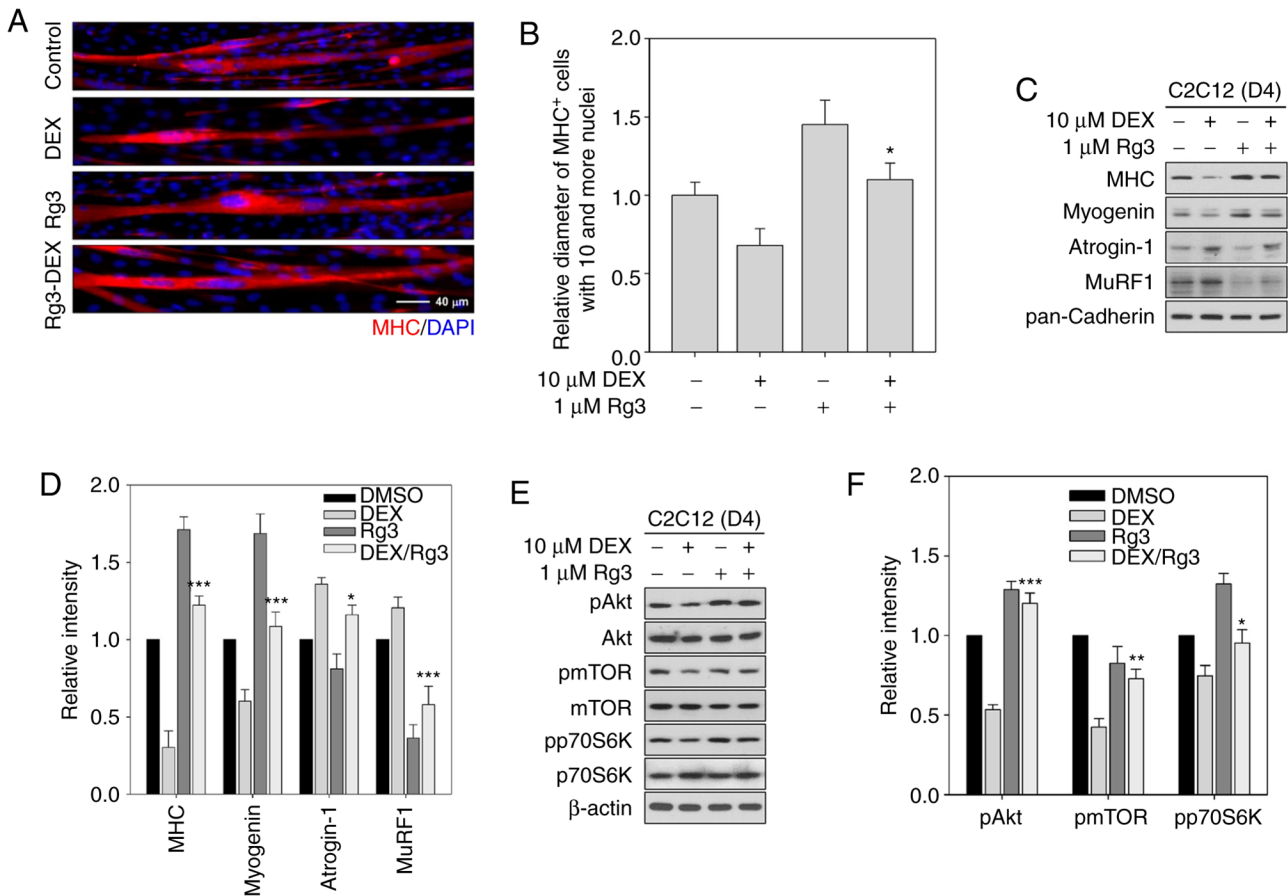 A
Control
DEX
Rg3
Rg3-DEX
40 μm
MHC/DAPI
B
Relative diameter of MHC⁺ cells
with 10 and more nuclei
2.0
1.5
1.0
0.5
0.0
*
10 μM DEX – + – +
1 μM Rg3 – – + +
C
C2C12 (D4)
10 μM DEX – + – +
1 μM Rg3 – – + +
MHC
Myogenin
Atrogin-1
MuRF1
pan-Cadherin
D
Relative intensity
2.0
1.5
1.0
0.5
0.0
DMSO
DEX
Rg3
DEX/Rg3
***
***
*
***
MHC
Myogenin
Atrogin-1
MuRF1
E
C2C12 (D4)
10 μM DEX – + – +
1 μM Rg3 – – + +
pAkt
Akt
pmTOR
mTOR
pp70S6K
p70S6K
β-actin
F
Relative intensity
2.0
1.5
1.0
0.5
0.0
DMSO
DEX
Rg3
DEX/Rg3
***
**
*
pAkt
pmTOR
pp70S6K